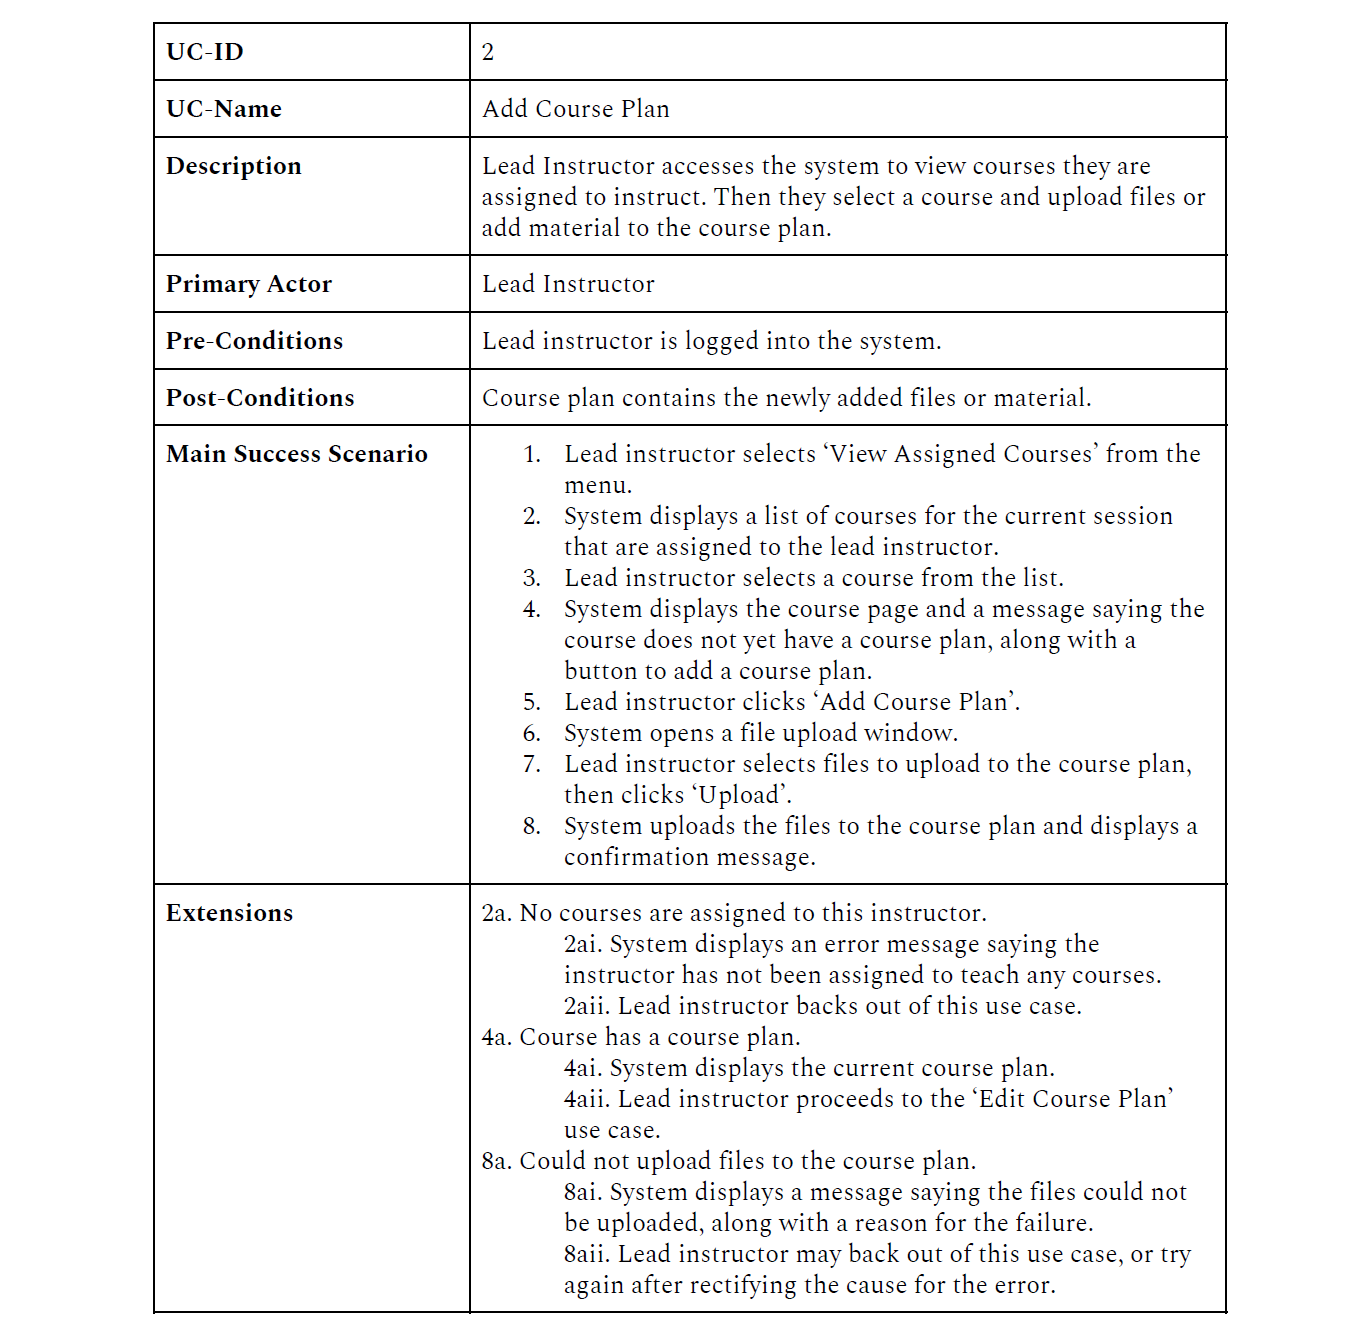 UC-ID
2
UC-Name
Add Course Plan
Description
Lead Instructor accesses the system to view courses they are
assigned to instruct. Then they select a course and upload files or
add material to the course plan.
Primary Actor
Lead Instructor
Pre-Conditions
Lead instructor is logged into the system.
Post-Conditions
Course plan contains the newly added files or material.
Main Success Scenario
1. Lead instructor selects ‘View Assigned Courses’ from the
menu.
2. System displays a list of courses for the current session
that are assigned to the lead instructor.
3. Lead instructor selects a course from the list.
4. System displays the course page and a message saying the
course does not yet have a course plan, along with a
button to add a course plan.
5. Lead instructor clicks ‘Add Course Plan’.
6. System opens a file upload window.
7. Lead instructor selects files to upload to the course plan,
then clicks ‘Upload’.
8. System uploads the files to the course plan and displays a
confirmation message.
Extensions
2a. No courses are assigned to this instructor.
2ai. System displays an error message saying the
instructor has not been assigned to teach any courses.
2aii. Lead instructor backs out of this use case.
4a. Course has a course plan.
4ai. System displays the current course plan.
4aii. Lead instructor proceeds to the ‘Edit Course Plan’
use case.
8a. Could not upload files to the course plan.
8ai. System displays a message saying the files could not
be uploaded, along with a reason for the failure.
8aii. Lead instructor may back out of this use case, or try
again after rectifying the cause for the error.